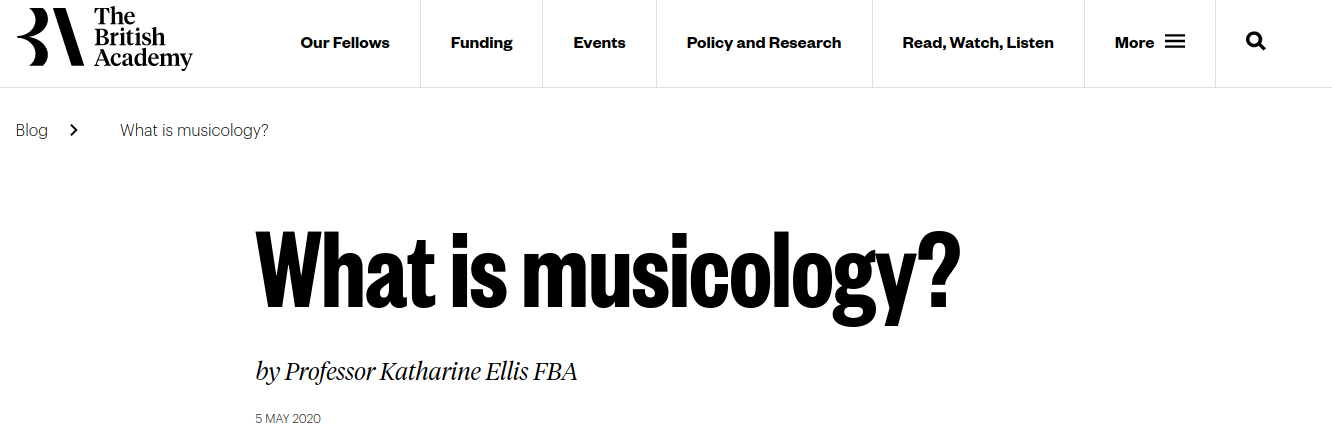 The
British
Academy
Our Fellows
Funding
Events
Policy and Research
Read, Watch, Listen
More
Blog
What is musicology?
What is musicology?
by Professor Katharine Ellis FBA
5 MAY 2020